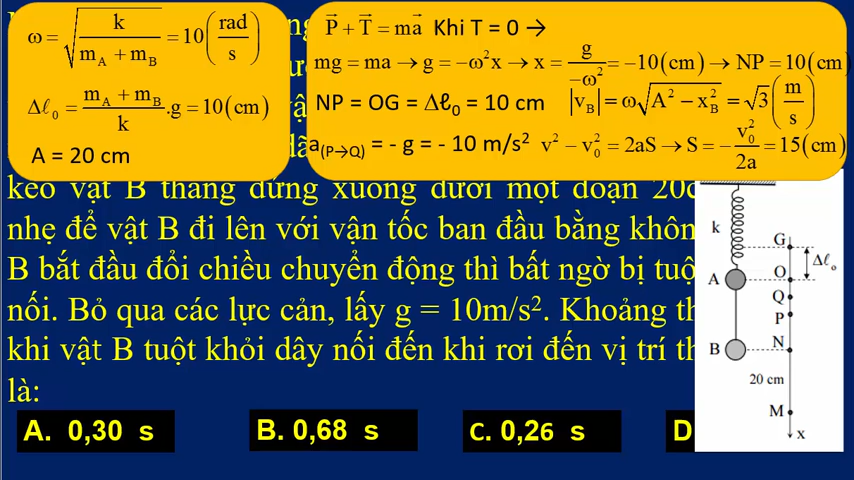 ω = √(k / (m_A + m_B)) = 10 (rad / s)
Δℓ₀ = (m_A + m_B) / k .g = 10(cm)
A = 20 cm
P⃗ + T⃗ = ma⃗ Khi T = 0 →
mg = ma → g = −ω²x → x = g / −ω² = −10(cm) → NP = 10(cm)
NP = OG = Δℓ₀ = 10 cm |v_B| = ω√(A² − x_B²) = √3 (m / s)
a(P→Q) = - g = - 10 m/s² v² − v₀² = 2aS → S = − v₀² / 2a = 15(cm)
kéo vật B thẳng đứng xuống dưới một đoạn 20c
nhẹ để vật B đi lên với vận tốc ban đầu bằng khôn
B bắt đầu đổi chiều chuyển động thì bất ngờ bị tuộ
nối. Bỏ qua các lực cản, lấy g = 10m/s². Khoảng th
khi vật B tuột khỏi dây nối đến khi rơi đến vị trí th
là:
A. 0,30 s
B. 0,68 s
C. 0,26 s
D
k
G
Δℓ₀
A
O
Q
P
B
N
20 cm
M
x